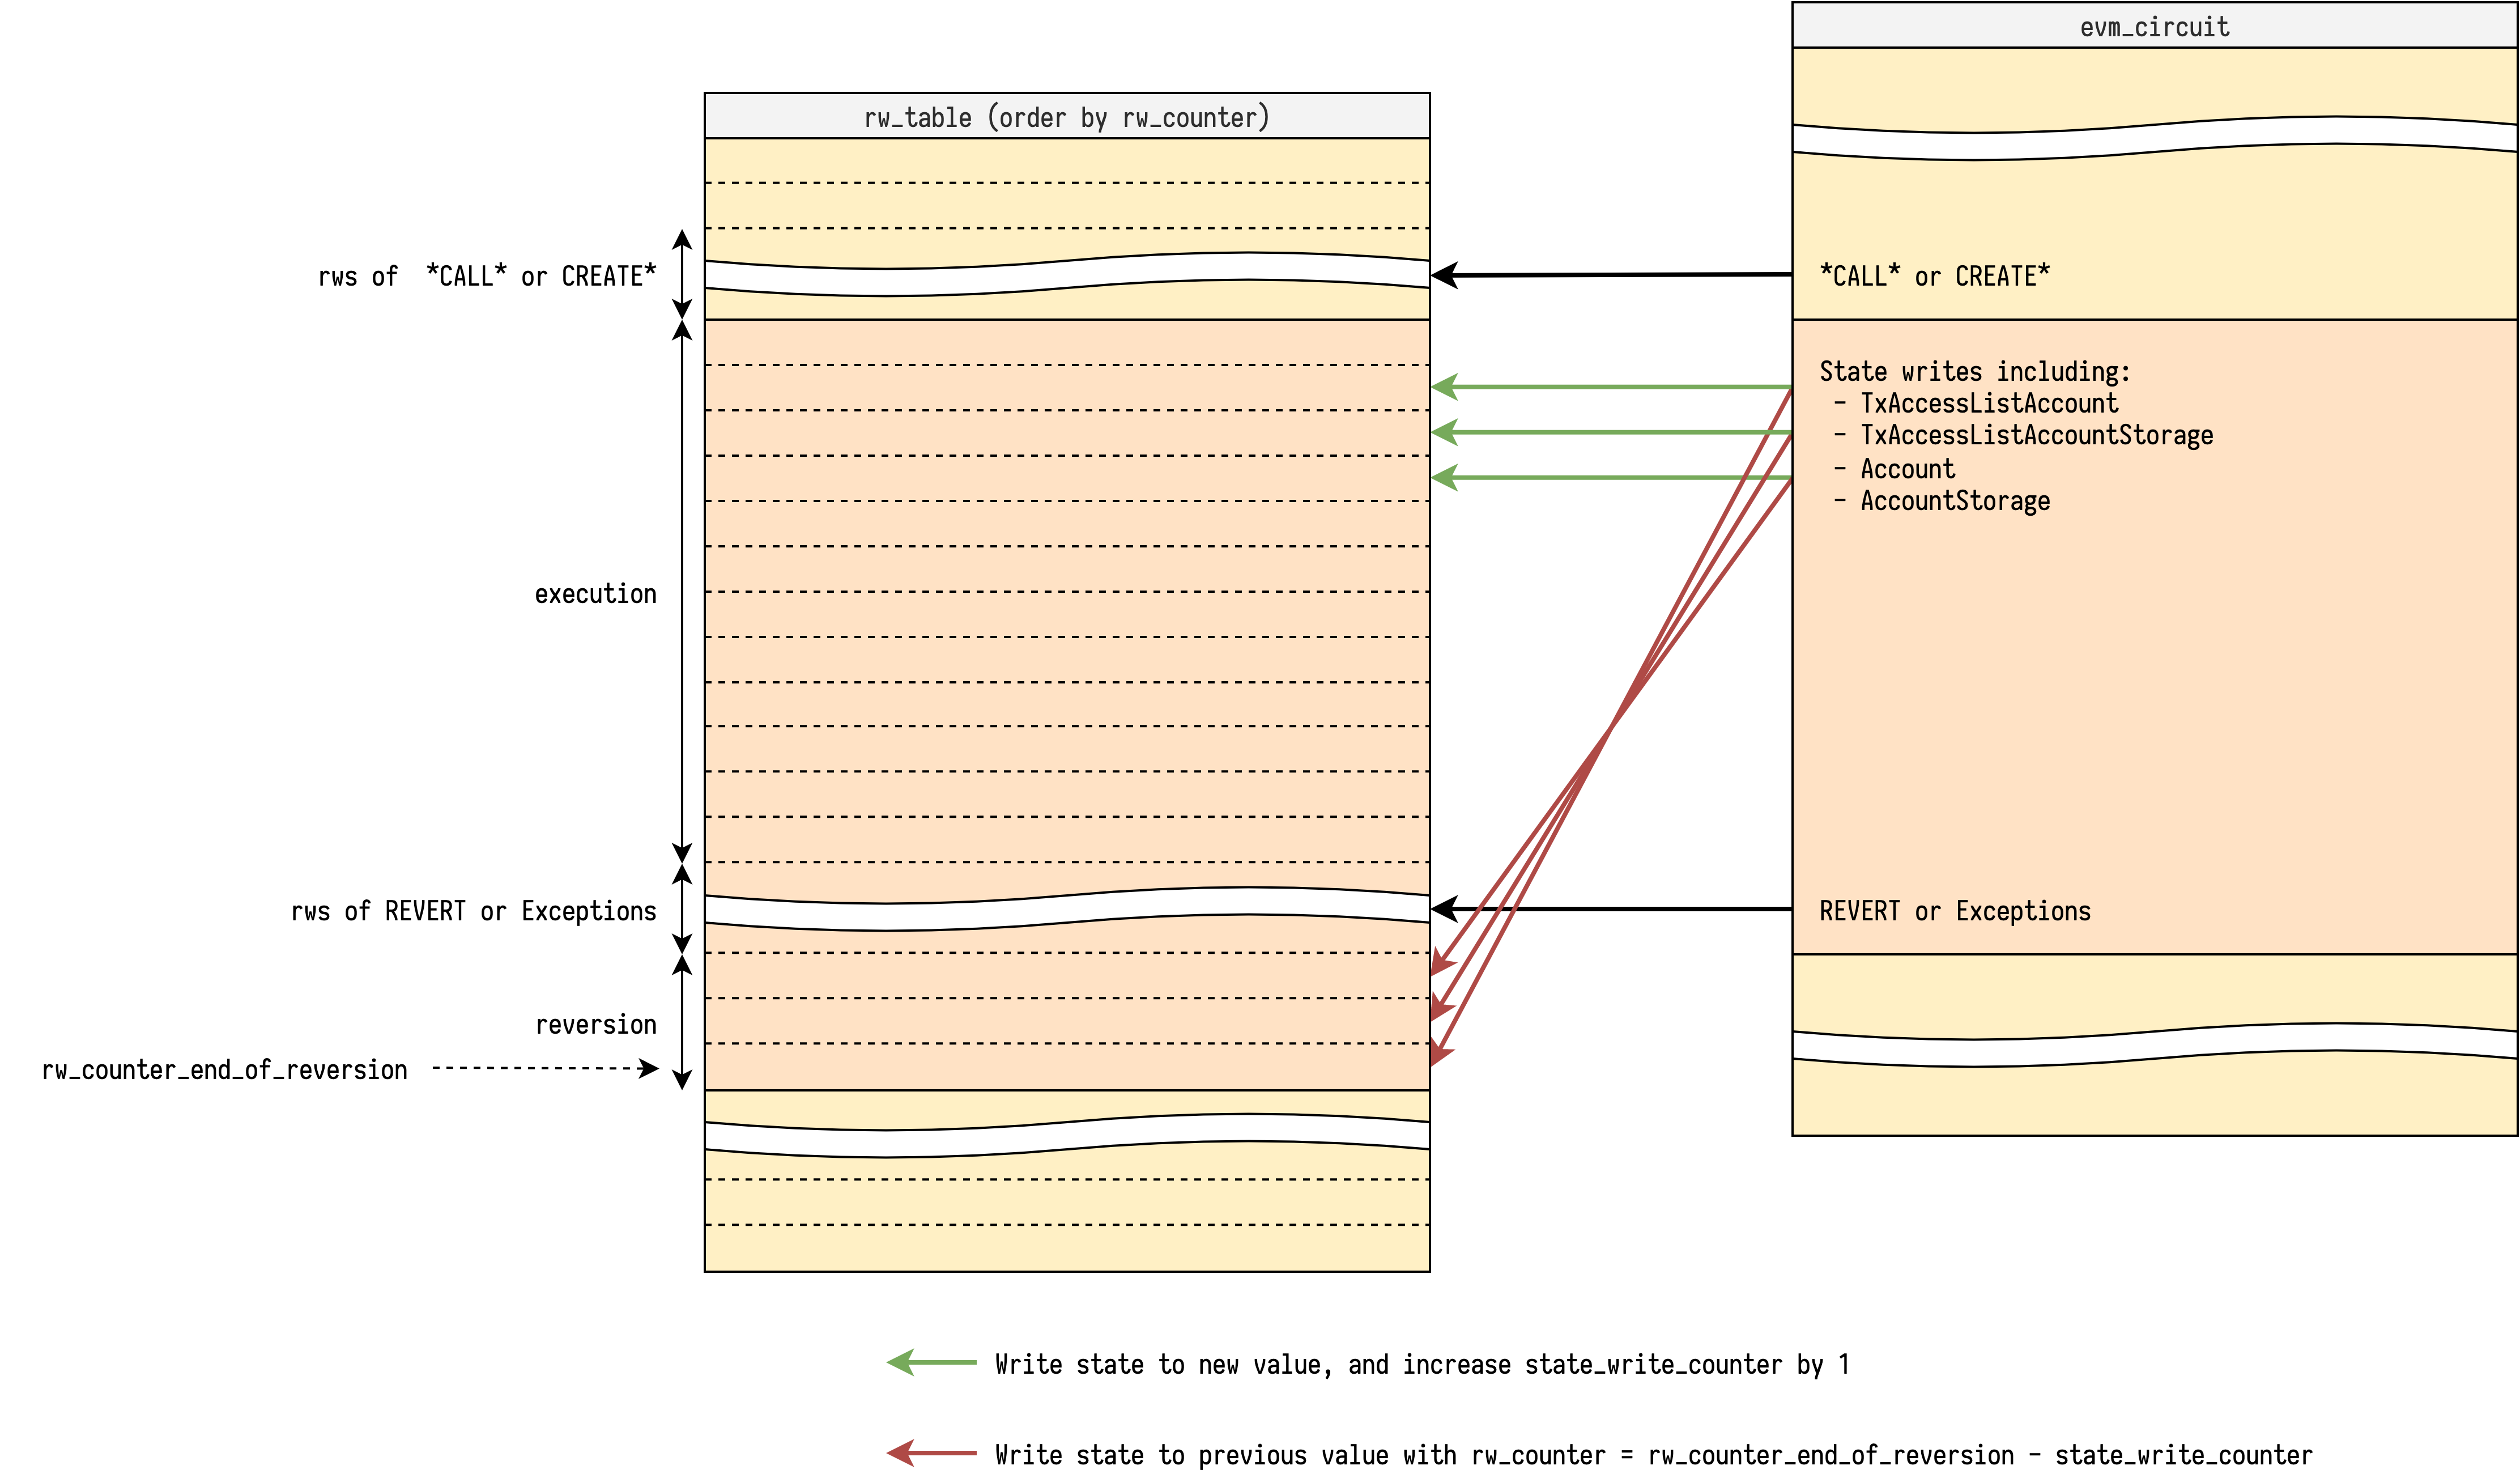 evm_circuit
rw_table (order by rw_counter)
rws of  *CALL* or CREATE*
*CALL* or CREATE*
State writes including:
- TxAccessListAccount
- TxAccessListAccountStorage
- Account
- AccountStorage
execution
rws of REVERT or Exceptions
REVERT or Exceptions
reversion
rw_counter_end_of_reversion
Write state to new value, and increase state_write_counter by 1
Write state to previous value with rw_counter = rw_counter_end_of_reversion - state_write_counter